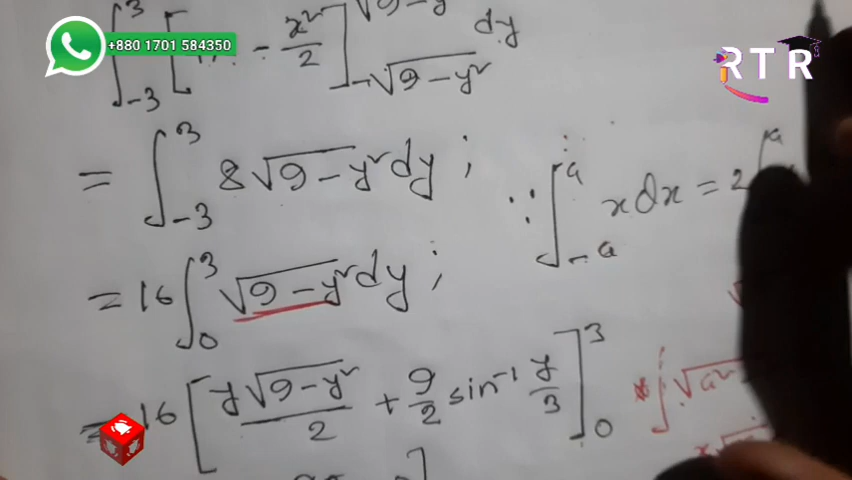 +880 1701 584350
RTR
∫_{-3}^{3} [ - x²/2 ]_{-√(9-y²)}^{√(9-y)} dy
= ∫_{-3}^{3} 8√(9-y²) dy ; ∵ ∫_{-a}^{a} x dx = 2 ∫^{a}
= 16 ∫_{0}^{3} √(9-y²) dy ;
= 16 [ y√(9-y²)/2 + 9/2 sin⁻¹ y/3 ]_{0}^{3} * ∫ √(a²